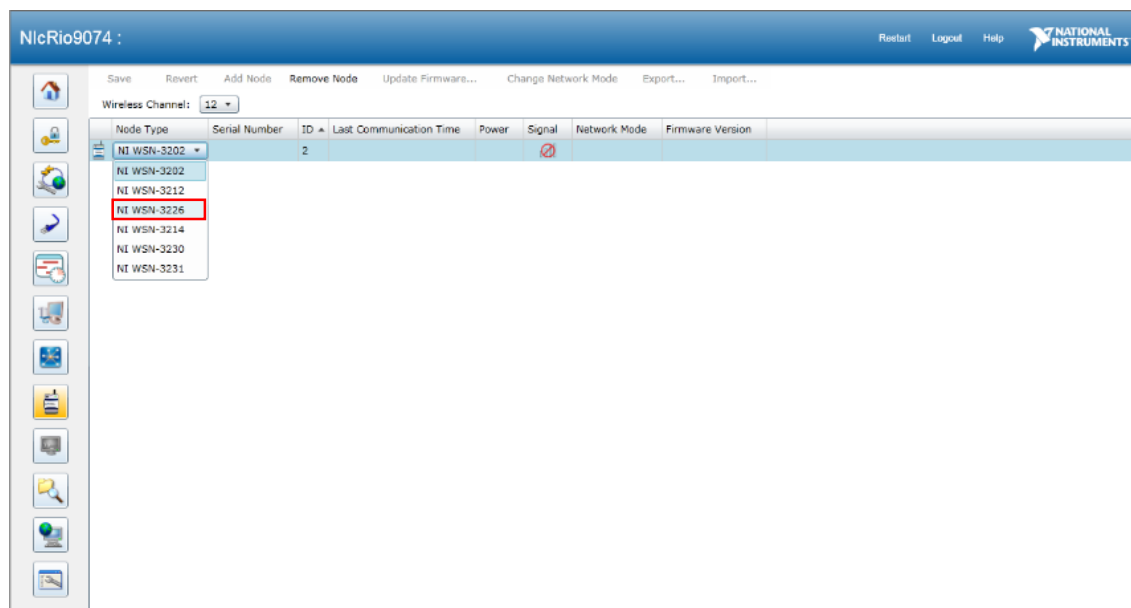 NIcRio9074 :
Restart Logout Help NATIONAL INSTRUMENTS
Save Revert Add Node Remove Node Update Firmware... Change Network Mode Export... Import...
Wireless Channel: 12
Node Type Serial Number ID Last Communication Time Power Signal Network Mode Firmware Version
NI WSN-3202 2
NI WSN-3202
NI WSN-3212
NI WSN-3226
NI WSN-3214
NI WSN-3230
NI WSN-3231